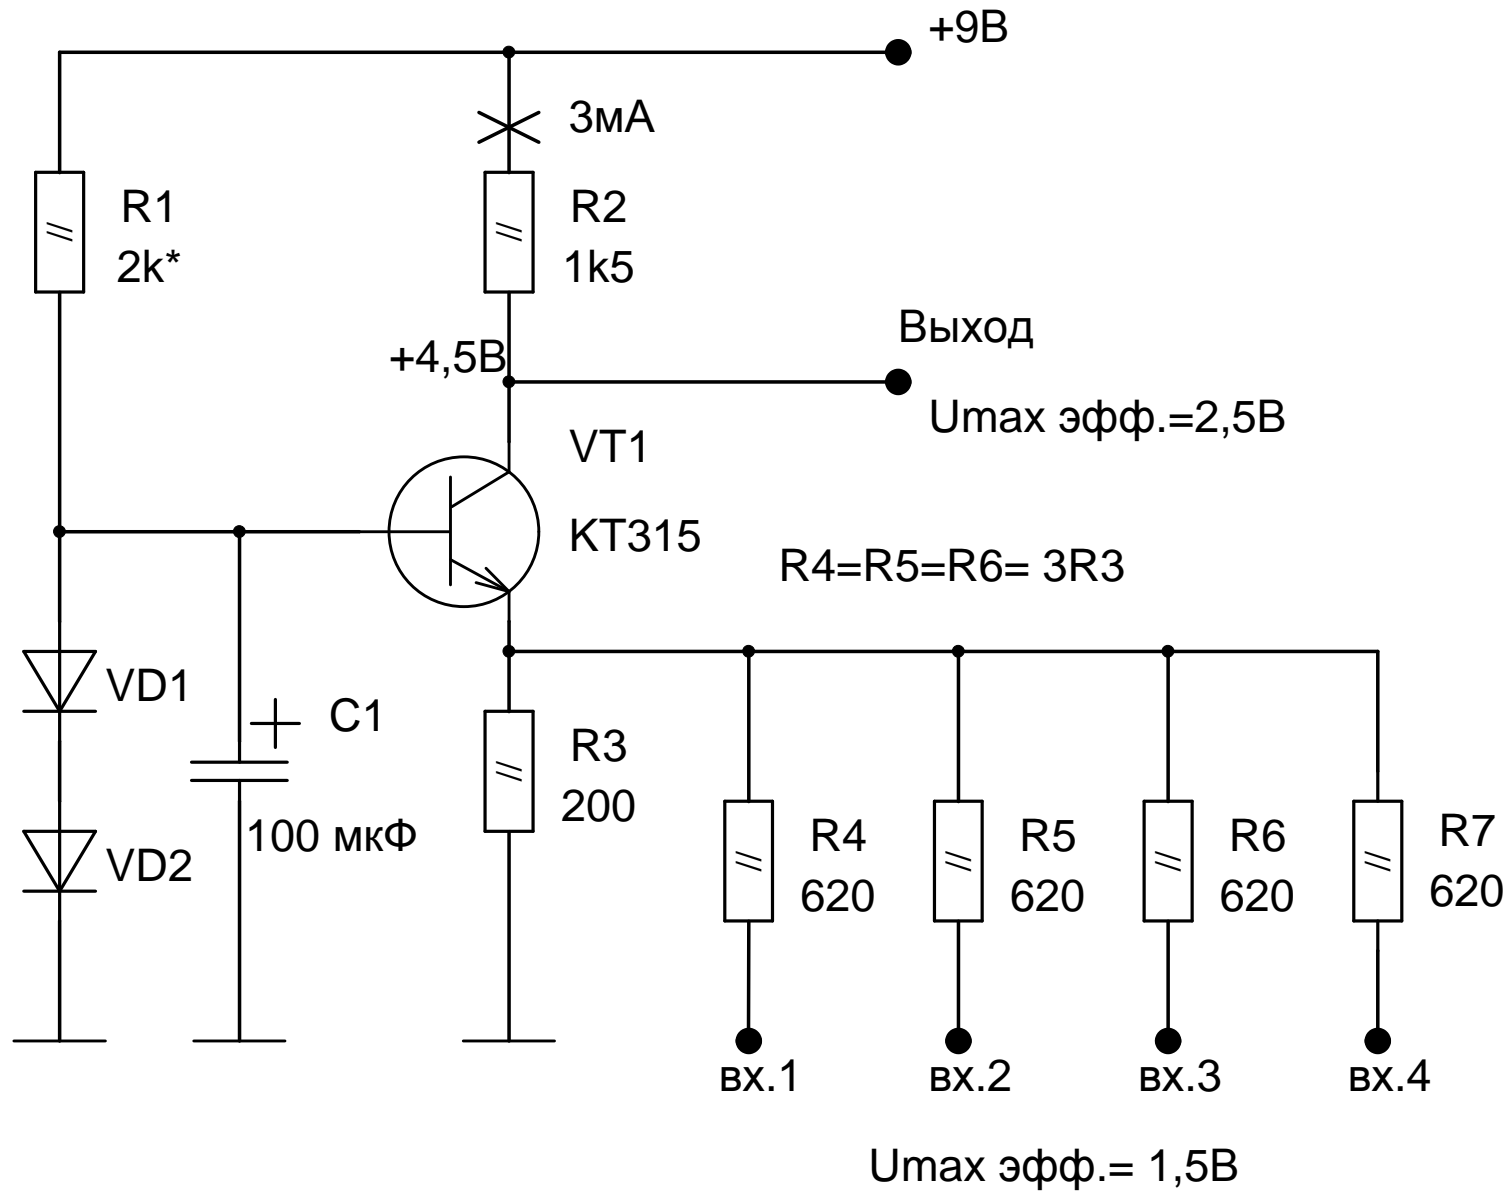 +9В
3мА
R1
2k*
R2
1k5
Выход
+4,5В
Umax эфф.=2,5В
VT1
КТ315
R4=R5=R6= 3R3
VD1
C1
R3
200
100 мкФ
VD2
R4
620
R5
620
R6
620
R7
620
вх.1
вх.2
вх.3
вх.4
Umax эфф.= 1,5В